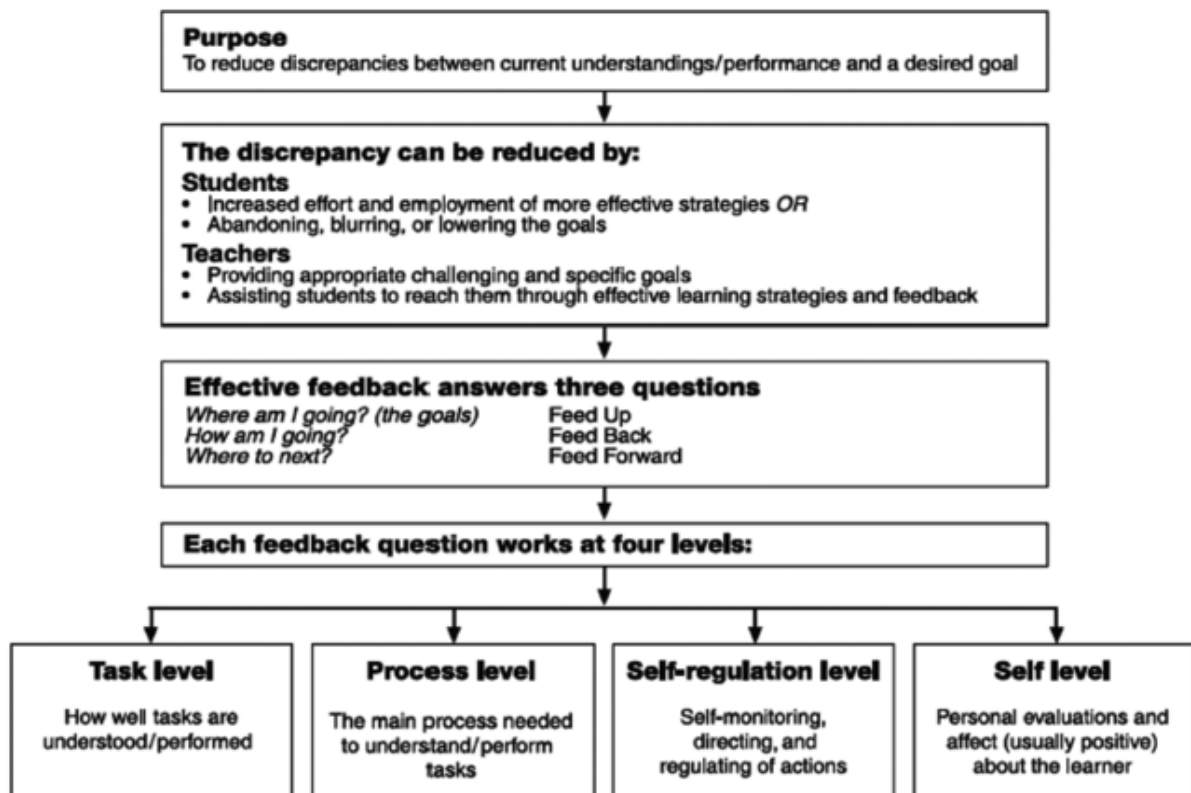 Purpose
To reduce discrepancies between current understandings/performance and a desired goal
The discrepancy can be reduced by:
Students
• Increased effort and employment of more effective strategies OR
• Abandoning, blurring, or lowering the goals
Teachers
• Providing appropriate challenging and specific goals
• Assisting students to reach them through effective learning strategies and feedback
Effective feedback answers three questions
Where am I going? (the goals) Feed Up
How am I going? Feed Back
Where to next? Feed Forward
Each feedback question works at four levels:
Task level
How well tasks are
understood/performed
Process level
The main process needed
to understand/perform
tasks
Self-regulation level
Self-monitoring,
directing, and
regulating of actions
Self level
Personal evaluations and
affect (usually positive)
about the learner